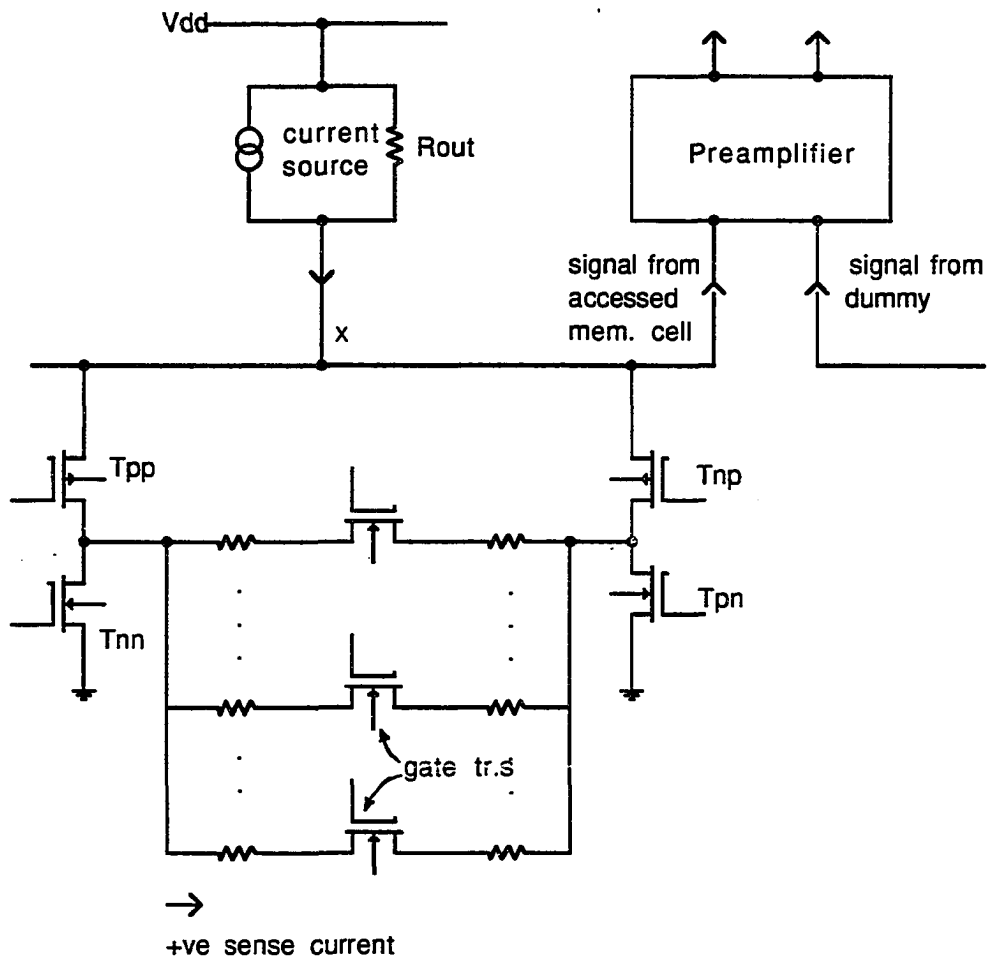 Vdd
current
source
Rout
Preamplifier
signal from
accessed
mem. cell
signal from
dummy
x
Tpp
Tnp
Tnn
Tpn
gate tr.s
+ve sense current